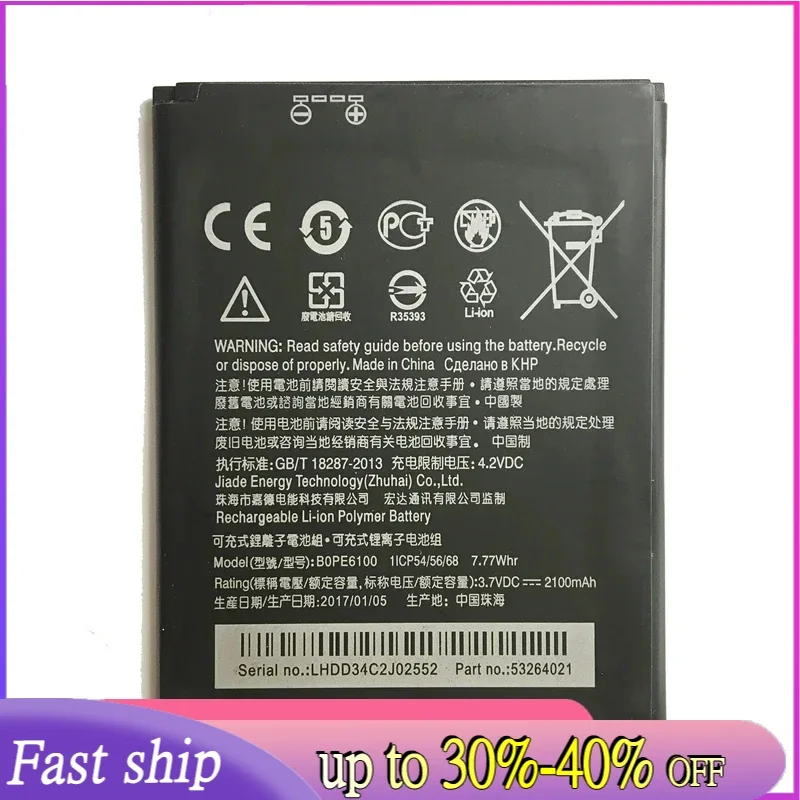 Fast ship
CE 5 PCT
廢電池請回收 R35393 Li-ion
WARNING: Read safety guide before using the battery.Recycle
or dispose of properly. Made in China Сделано в КНР
注意!使用電池前請閱讀安全與法規注意手册・請遵照當地的規定處理
廢舊電池或諮詢當地經銷商有關電池回收事宜・中國製
注意!使用电池前请阅读安全与法规注意手册・请遵照当地的规定处理
废旧电池或咨询当地经销商有关电池回收事宜. 中国制
执行标准:GB/T 18287-2013 充电限制电压: 4.2VDC
Jiade Energy Technology(Zhuhai) Co.,Ltd.
珠海市嘉德电能科技有限公司 宏达通讯有限公司监制
Rechargeable Li-ion Polymer Battery
可充式鋰離子電池組・可充式锂离子电池组
Model(型號/型号): B0PE6100 1ICP54/56/68 7.77Whr
Rating(標稱電壓/額定容量, 标称电压/额定容量):3.7VDC 2100mAh
生産日期/生产日期:2017/01/05 生产地: 中国珠海
Serial no.:LHDD34C2J02552 Part no.:53264021
Fast ship
up to 30%-40% OFF